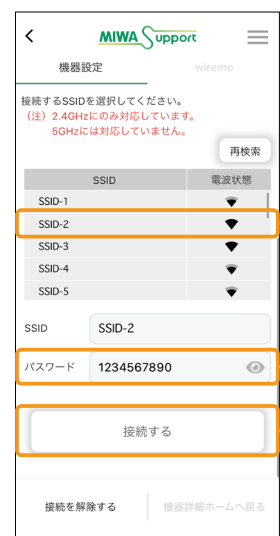 MIWA Support
機器設定 wiremo
接続するSSIDを選択してください。
(注) 2.4GHzにのみ対応しています。
5GHzには対応していません。
再検索
SSID 電波状態
SSID-1
SSID-2
SSID-3
SSID-4
SSID-5
SSID SSID-2
パスワード 1234567890
接続する
接続を解除する 機器詳細ホームへ戻る